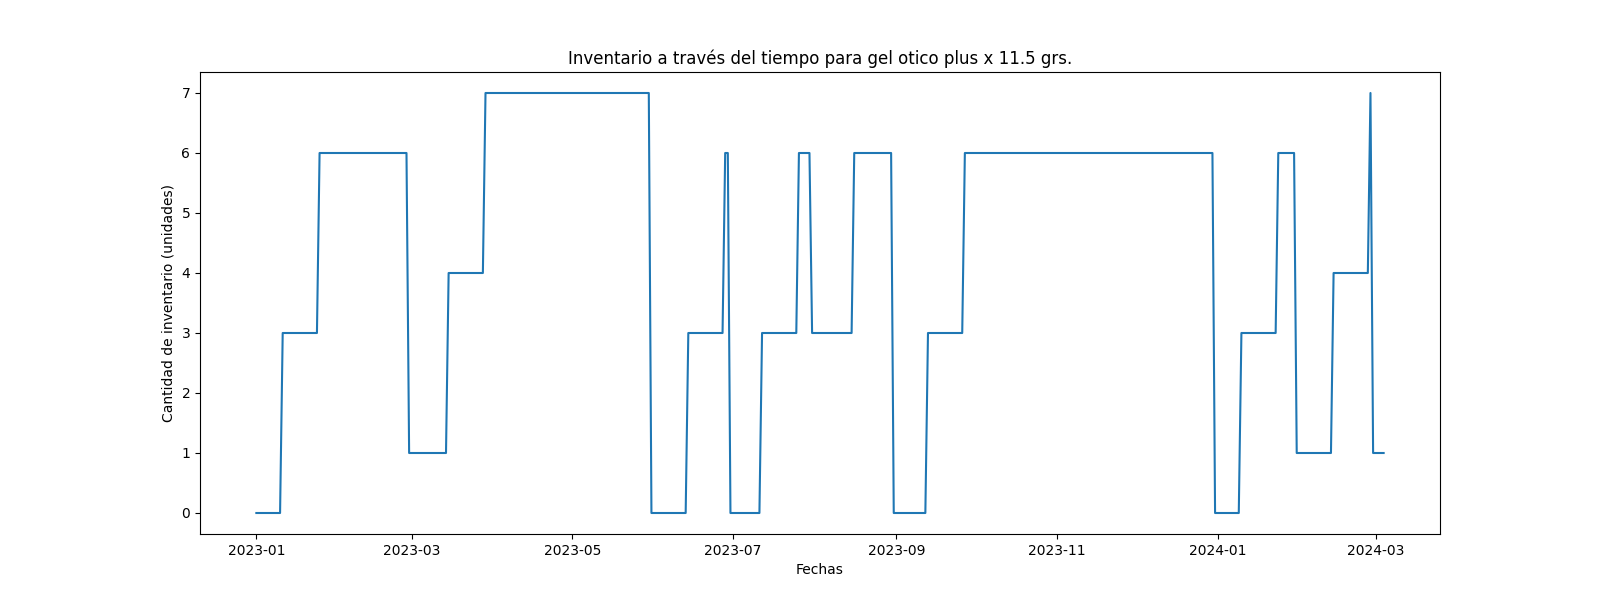 Inventario a través del tiempo para gel otico plus x 11.5 grs.
Cantidad de inventario (unidades)
7
6
5
4
3
2
1
0
2023-01 2023-03 2023-05 2023-07 2023-09 2023-11 2024-01 2024-03
Fechas